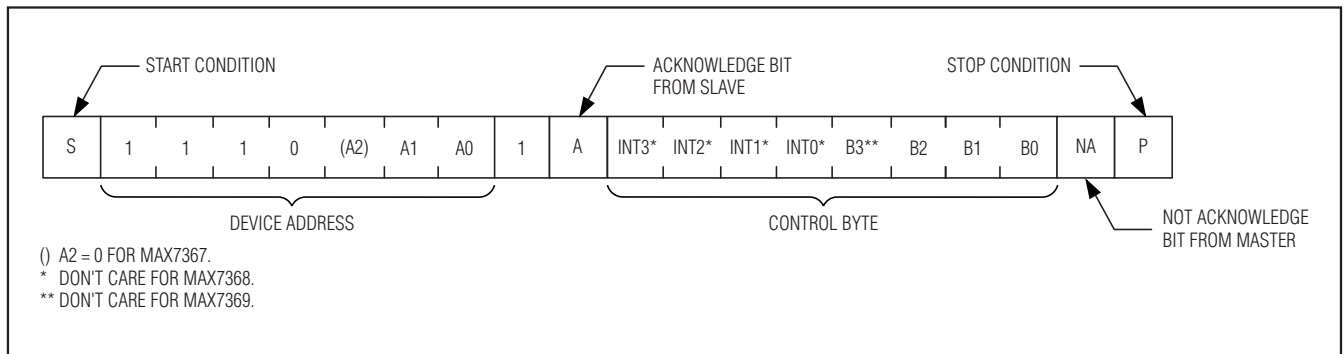 START CONDITION
ACKNOWLEDGE BIT
FROM SLAVE
STOP CONDITION
S 1 1 1 0 (A2) A1 A0 1 A INT3* INT2* INT1* INT0* B3** B2 B1 B0 NA P
DEVICE ADDRESS
CONTROL BYTE
NOT ACKNOWLEDGE
BIT FROM MASTER
() A2 = 0 FOR MAX7367.
* DON'T CARE FOR MAX7368.
** DON'T CARE FOR MAX7369.